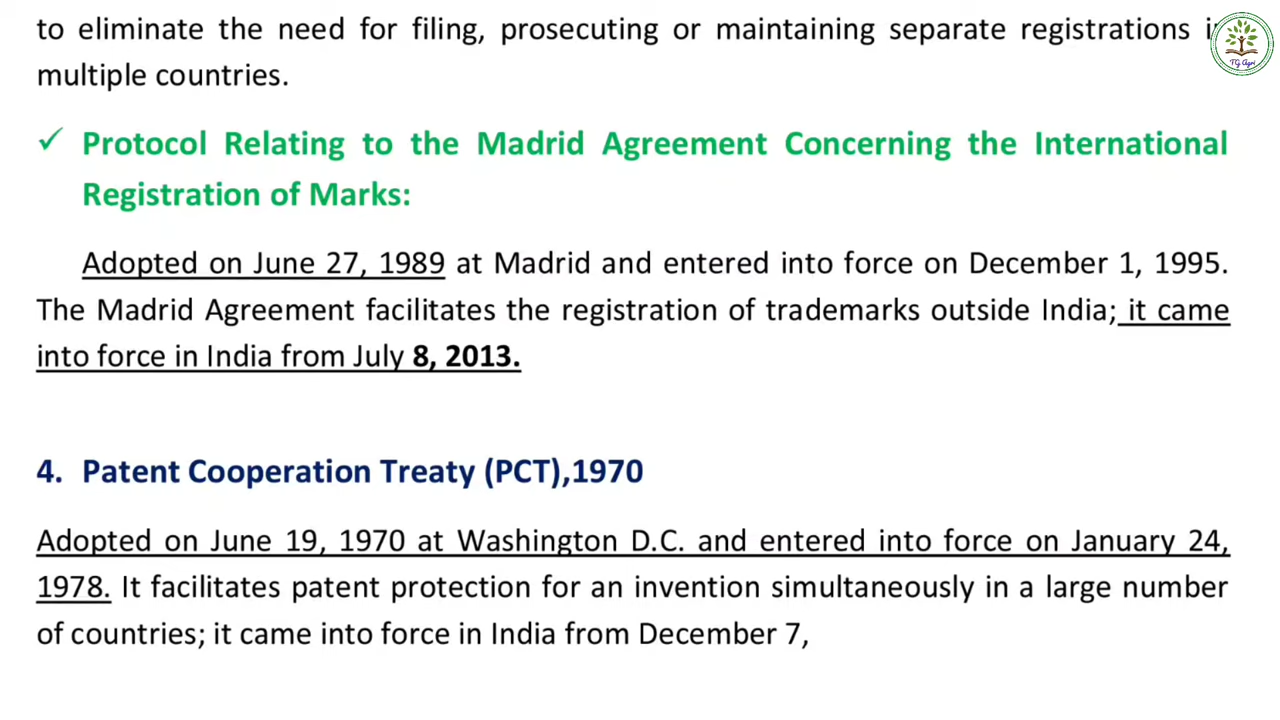 to eliminate the need for filing, prosecuting or maintaining separate registrations
multiple countries.
✓ Protocol Relating to the Madrid Agreement Concerning the International
Registration of Marks:
Adopted on June 27, 1989 at Madrid and entered into force on December 1, 1995.
The Madrid Agreement facilitates the registration of trademarks outside India; it came
into force in India from July 8, 2013.
4. Patent Cooperation Treaty (PCT),1970
Adopted on June 19, 1970 at Washington D.C. and entered into force on January 24,
1978. It facilitates patent protection for an invention simultaneously in a large number
of countries; it came into force in India from December 7,
TG Agri